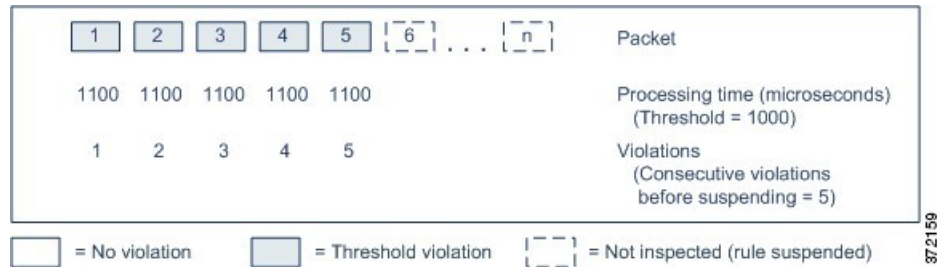 1 2 3 4 5 6 . . . n Packet
1100 1100 1100 1100 1100 Processing time (microseconds)
(Threshold = 1000)
1 2 3 4 5 Violations
(Consecutive violations
before suspending = 5)
= No violation = Threshold violation = Not inspected (rule suspended)
372159